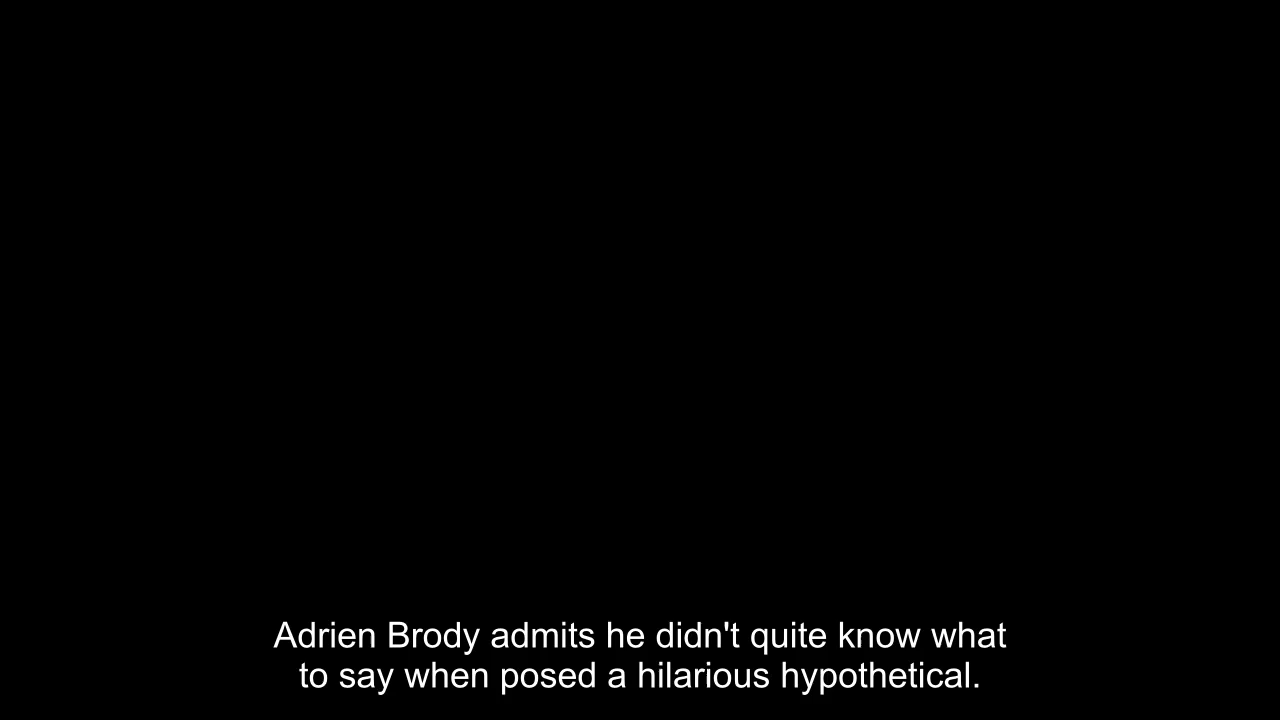 Adrien Brody admits he didn't quite know what
to say when posed a hilarious hypothetical.